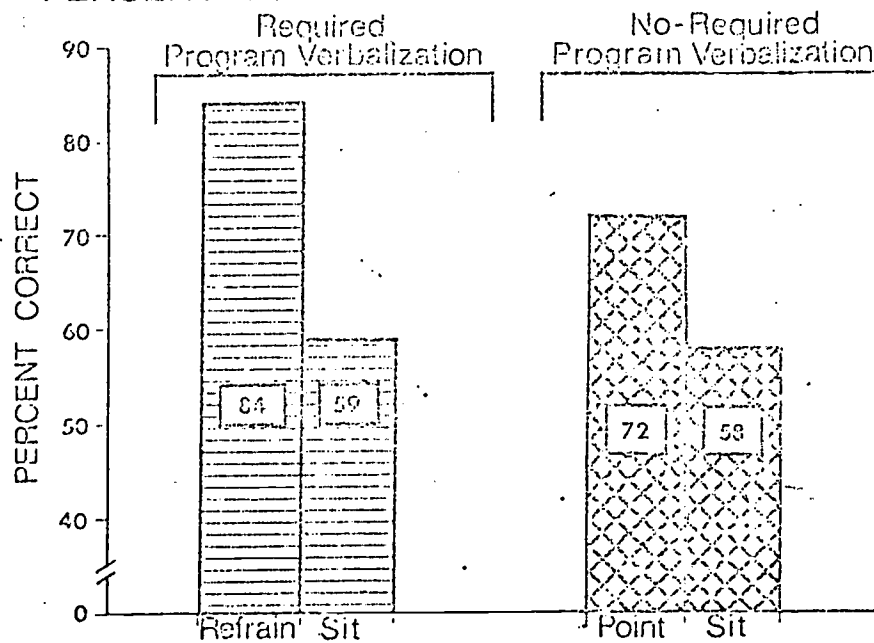 Required
Program Verbalization
No-Required
Program Verbalization
PERCENT CORRECT
90
80
70
60
50
40
0
84
59
72
58
Refrain
Sit
Point
Sit